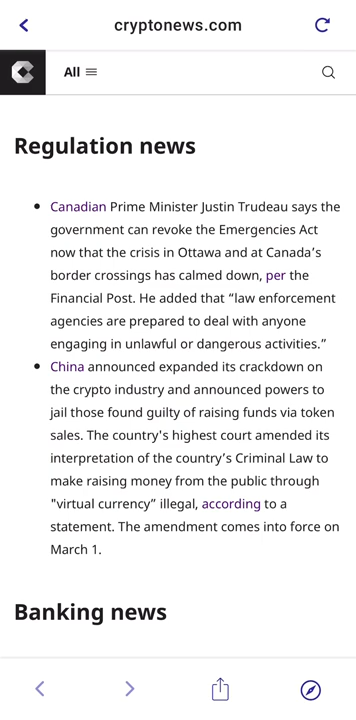 cryptonews.com
All
Regulation news
Canadian Prime Minister Justin Trudeau says the
government can revoke the Emergencies Act
now that the crisis in Ottawa and at Canada’s
border crossings has calmed down, per the
Financial Post. He added that “law enforcement
agencies are prepared to deal with anyone
engaging in unlawful or dangerous activities.”
China announced expanded its crackdown on
the crypto industry and announced powers to
jail those found guilty of raising funds via token
sales. The country's highest court amended its
interpretation of the country’s Criminal Law to
make raising money from the public through
"virtual currency” illegal, according to a
statement. The amendment comes into force on
March 1.
Banking news